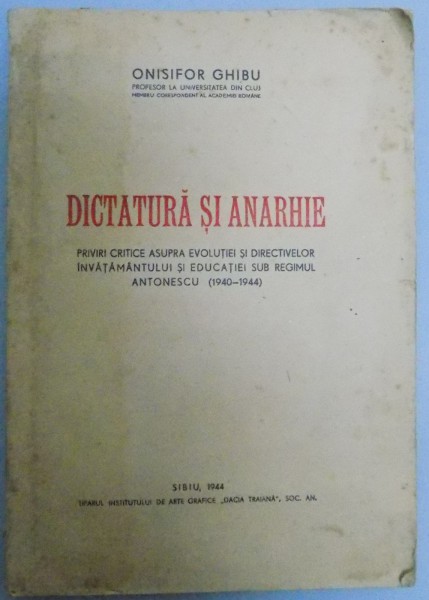 ONISIFOR GHIBU
PROFESOR LA UNIVERSITATEA DIN CLUJ
MEMBRU CORESPONDENT AL ACADEMIEI ROMÂNE
DICTATURĂ ȘI ANARHIE
PRIVIRI CRITICE ASUPRA EVOLUȚIEI ȘI DIRECTIVELOR
ÎNVĂȚĂMÂNTULUI ȘI EDUCAȚIEI SUB REGIMUL
ANTONESCU (1940–1944)
SIBIU, 1944
TIPARUL INSTITUTULUI DE ARTE GRAFICE „DACIA TRAIANĂ", SOC. AN.